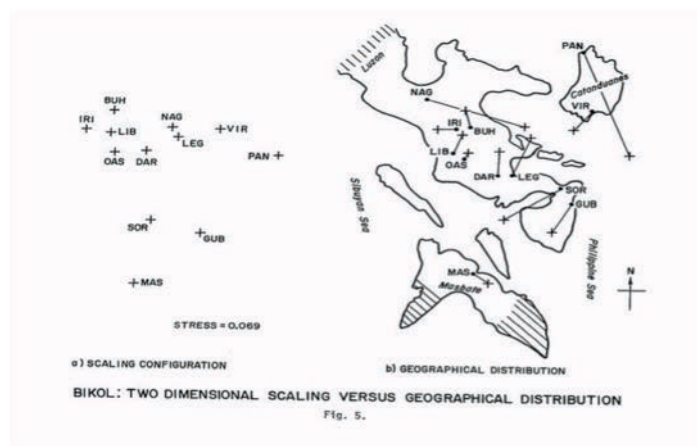 BUH
IRI
LIB
NAG
LEG
VIR
OAS
DAR
PAN
SOR
GUB
MAS
STRESS = 0.069
a) SCALING CONFIGURATION
Luzon
PAN
Catanduanes
VIR
NAG
IRI
BUH
LIB
OAS
DAR
LEG
SOR
GUB
Sibuyan Sea
Philippine Sea
MAS
Masbate
N
b) GEOGRAPHICAL DISTRIBUTION
BIKOL: TWO DIMENSIONAL SCALING VERSUS GEOGRAPHICAL DISTRIBUTION
Fig. 5.